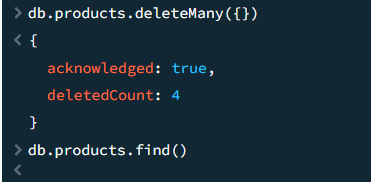 > db.products.deleteMany({})
< {
acknowledged: true,
deletedCount: 4
}
> db.products.find()
<